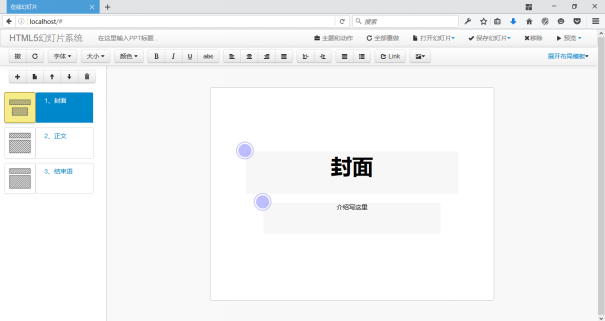 在线幻灯片
localhost/#
搜索
HTML5幻灯片系统
在这里输入PPT标题...
主题和动作
全部重做
打开幻灯片
保存幻灯片
移除
预览
字体
大小
颜色
B I U abc
Link
展开布局模板
1、封面
2、正文
3、结束语
封面
介绍写这里